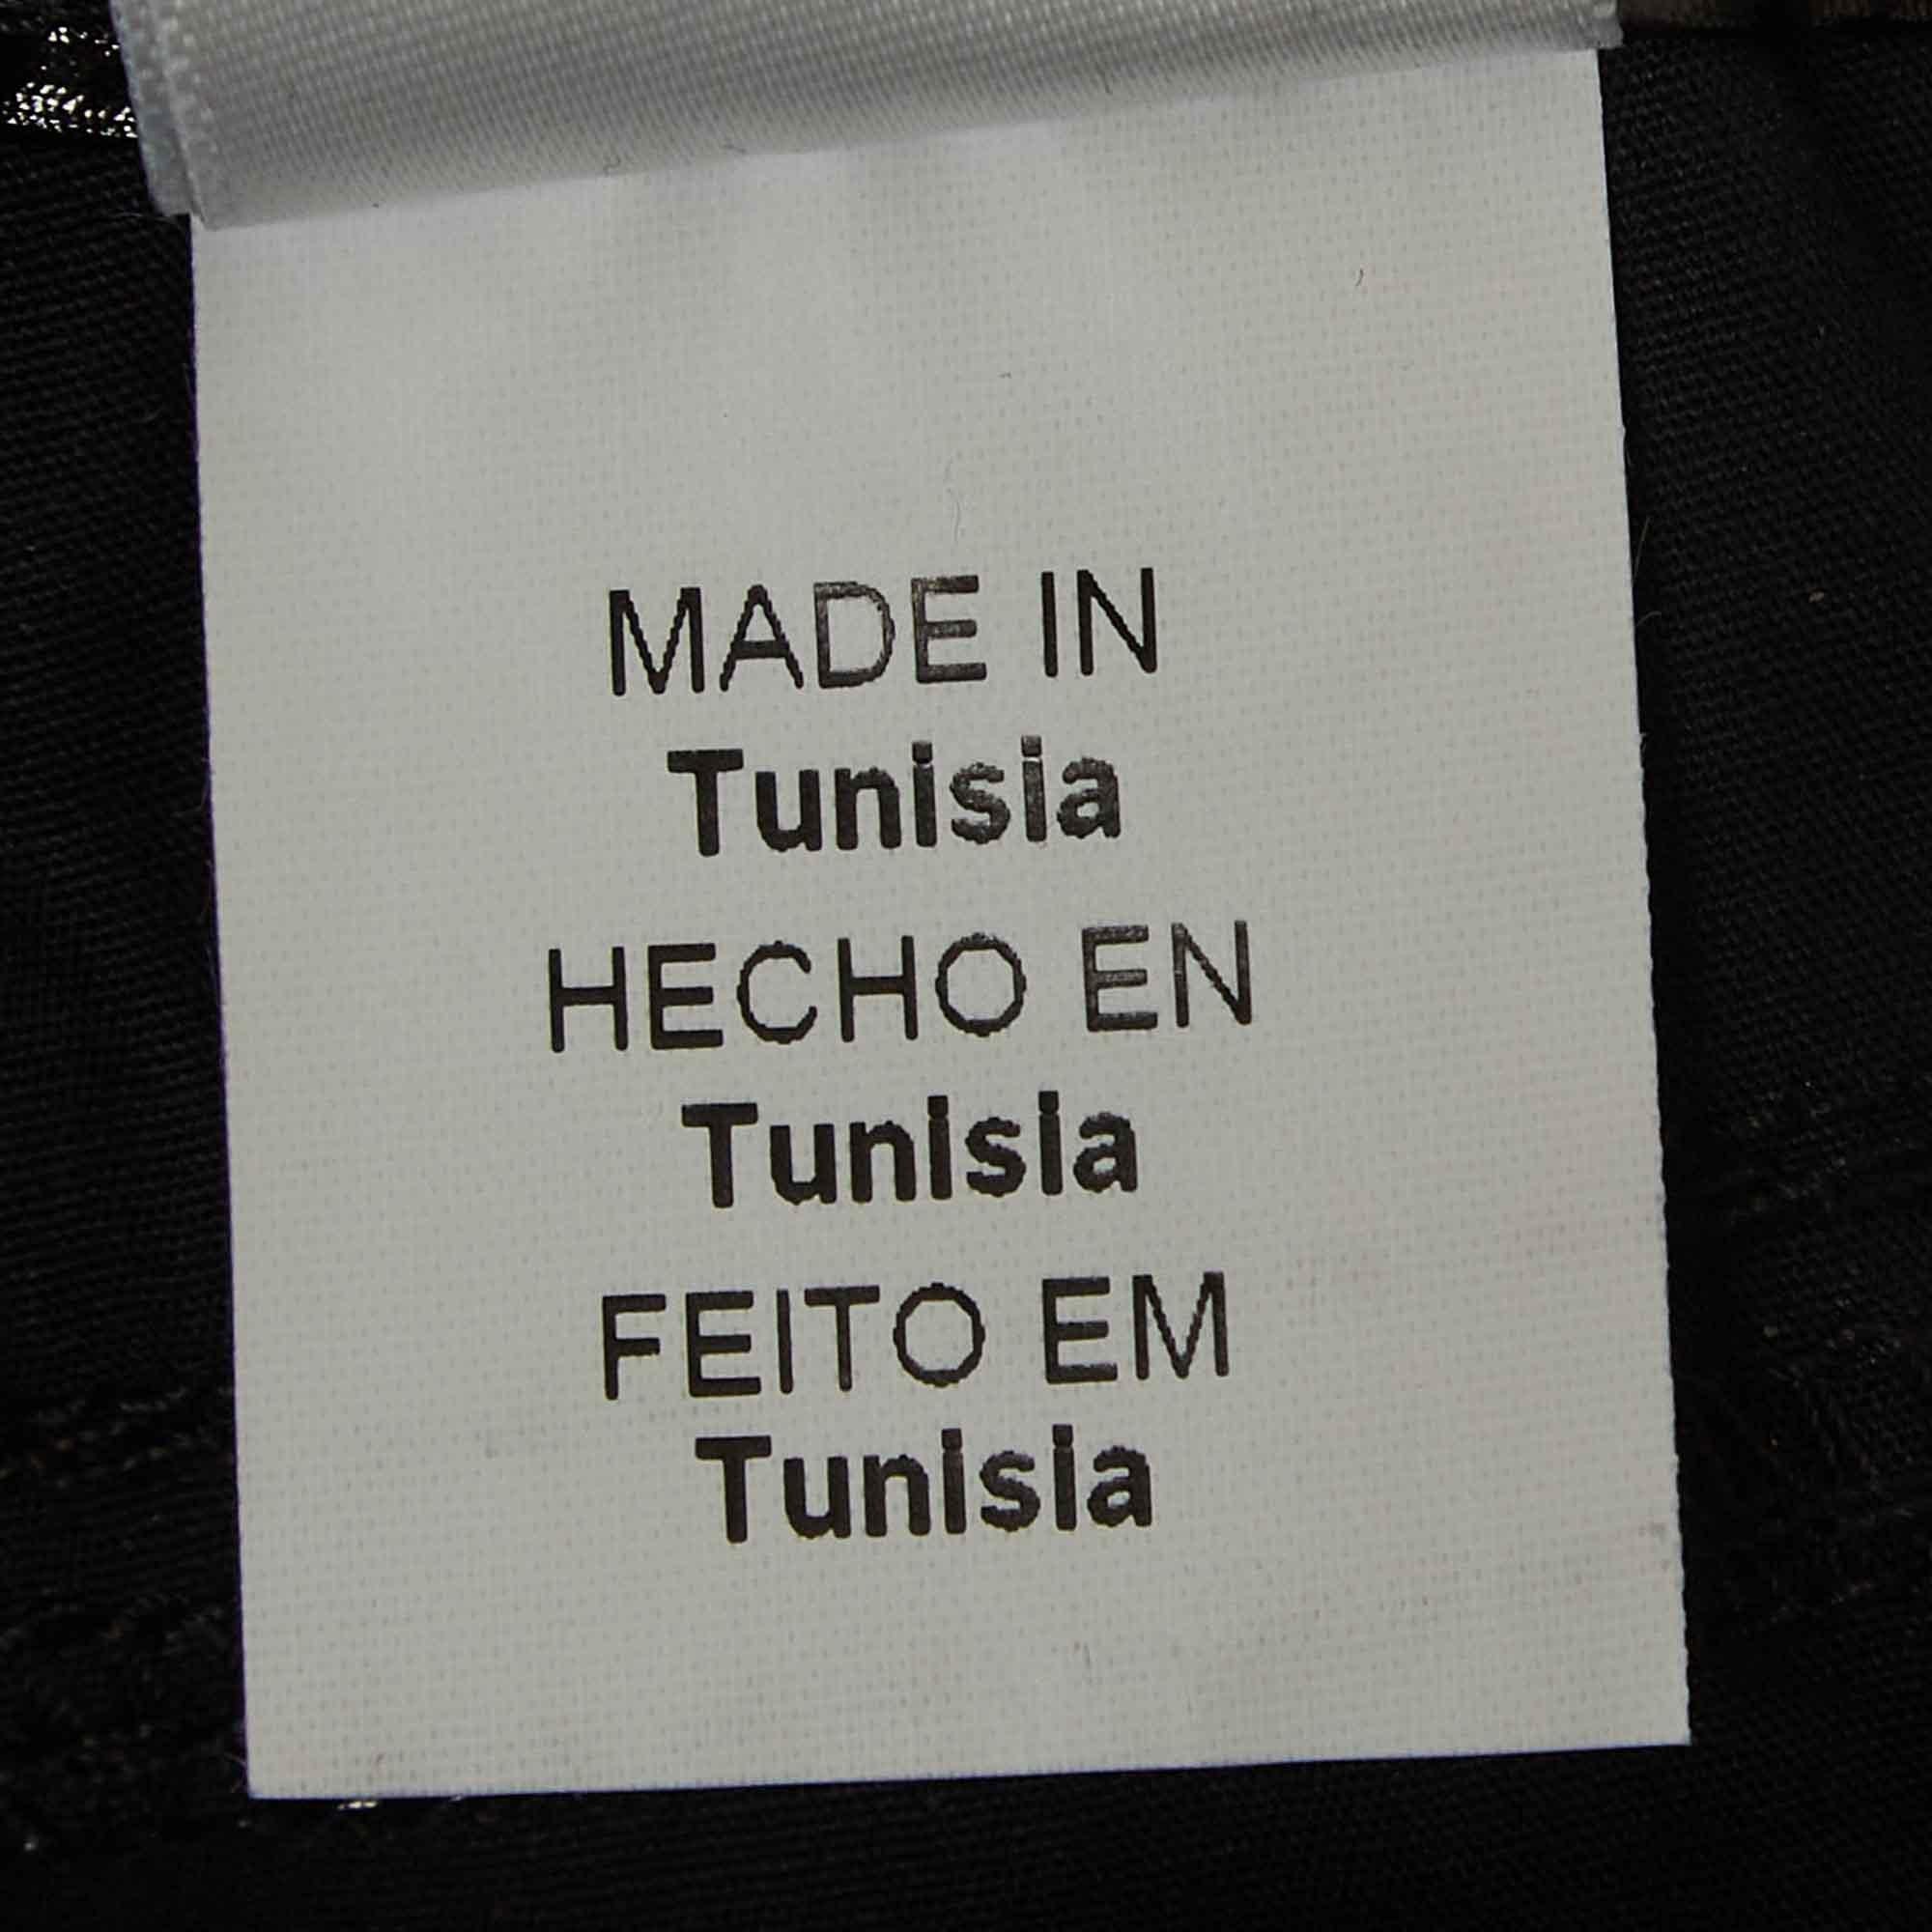 MADE IN
Tunisia
HECHO EN
Tunisia
FEITO EM
Tunisia